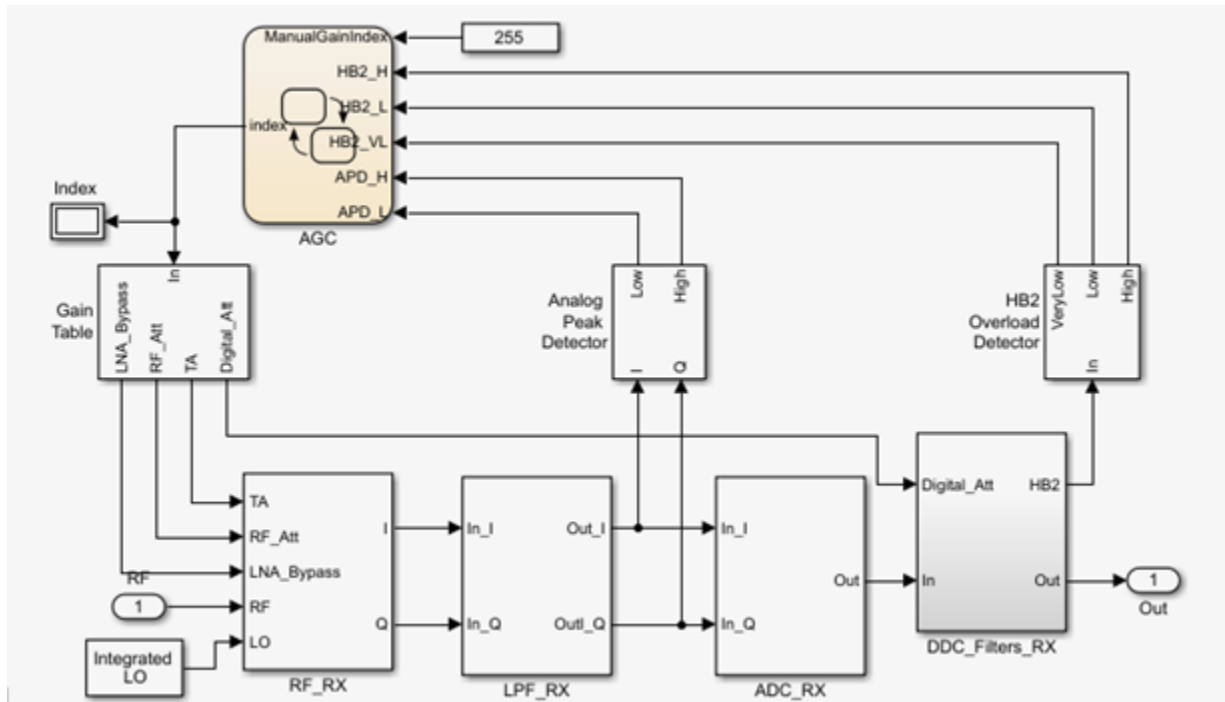 ManualGainIndex
255
HB2_H
HB2_L
index
HB2_VL
APD_H
APD_L
AGC
Index
Gain
Table
In
LNA_Bypass
RF_Att
TA
Digital_Att
Analog
Peak
Detector
Low
High
I
Q
HB2
Overload
Detector
VeryLow
Low
High
In
TA
RF_Att
LNA_Bypass
RF
LO
I
Q
RF_RX
RF
1
Integrated
LO
In_I
In_Q
Out_I
OutI_Q
LPF_RX
In_I
In_Q
Out
ADC_RX
Digital_Att
HB2
In
Out
DDC_Filters_RX
1
Out